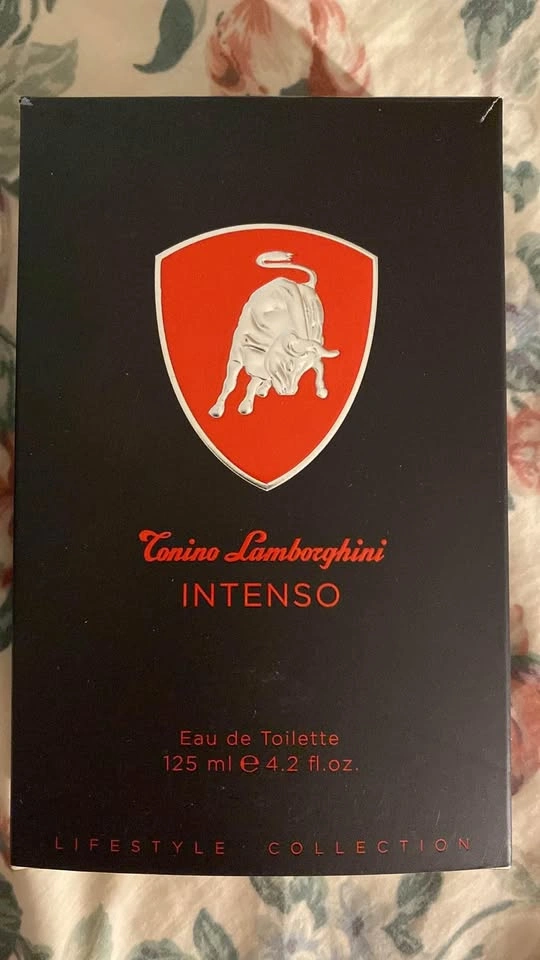 Tonino Lamborghini
INTENSO
Eau de Toilette
125 ml ℮ 4.2 fl.oz.
LIFESTYLE COLLECTION